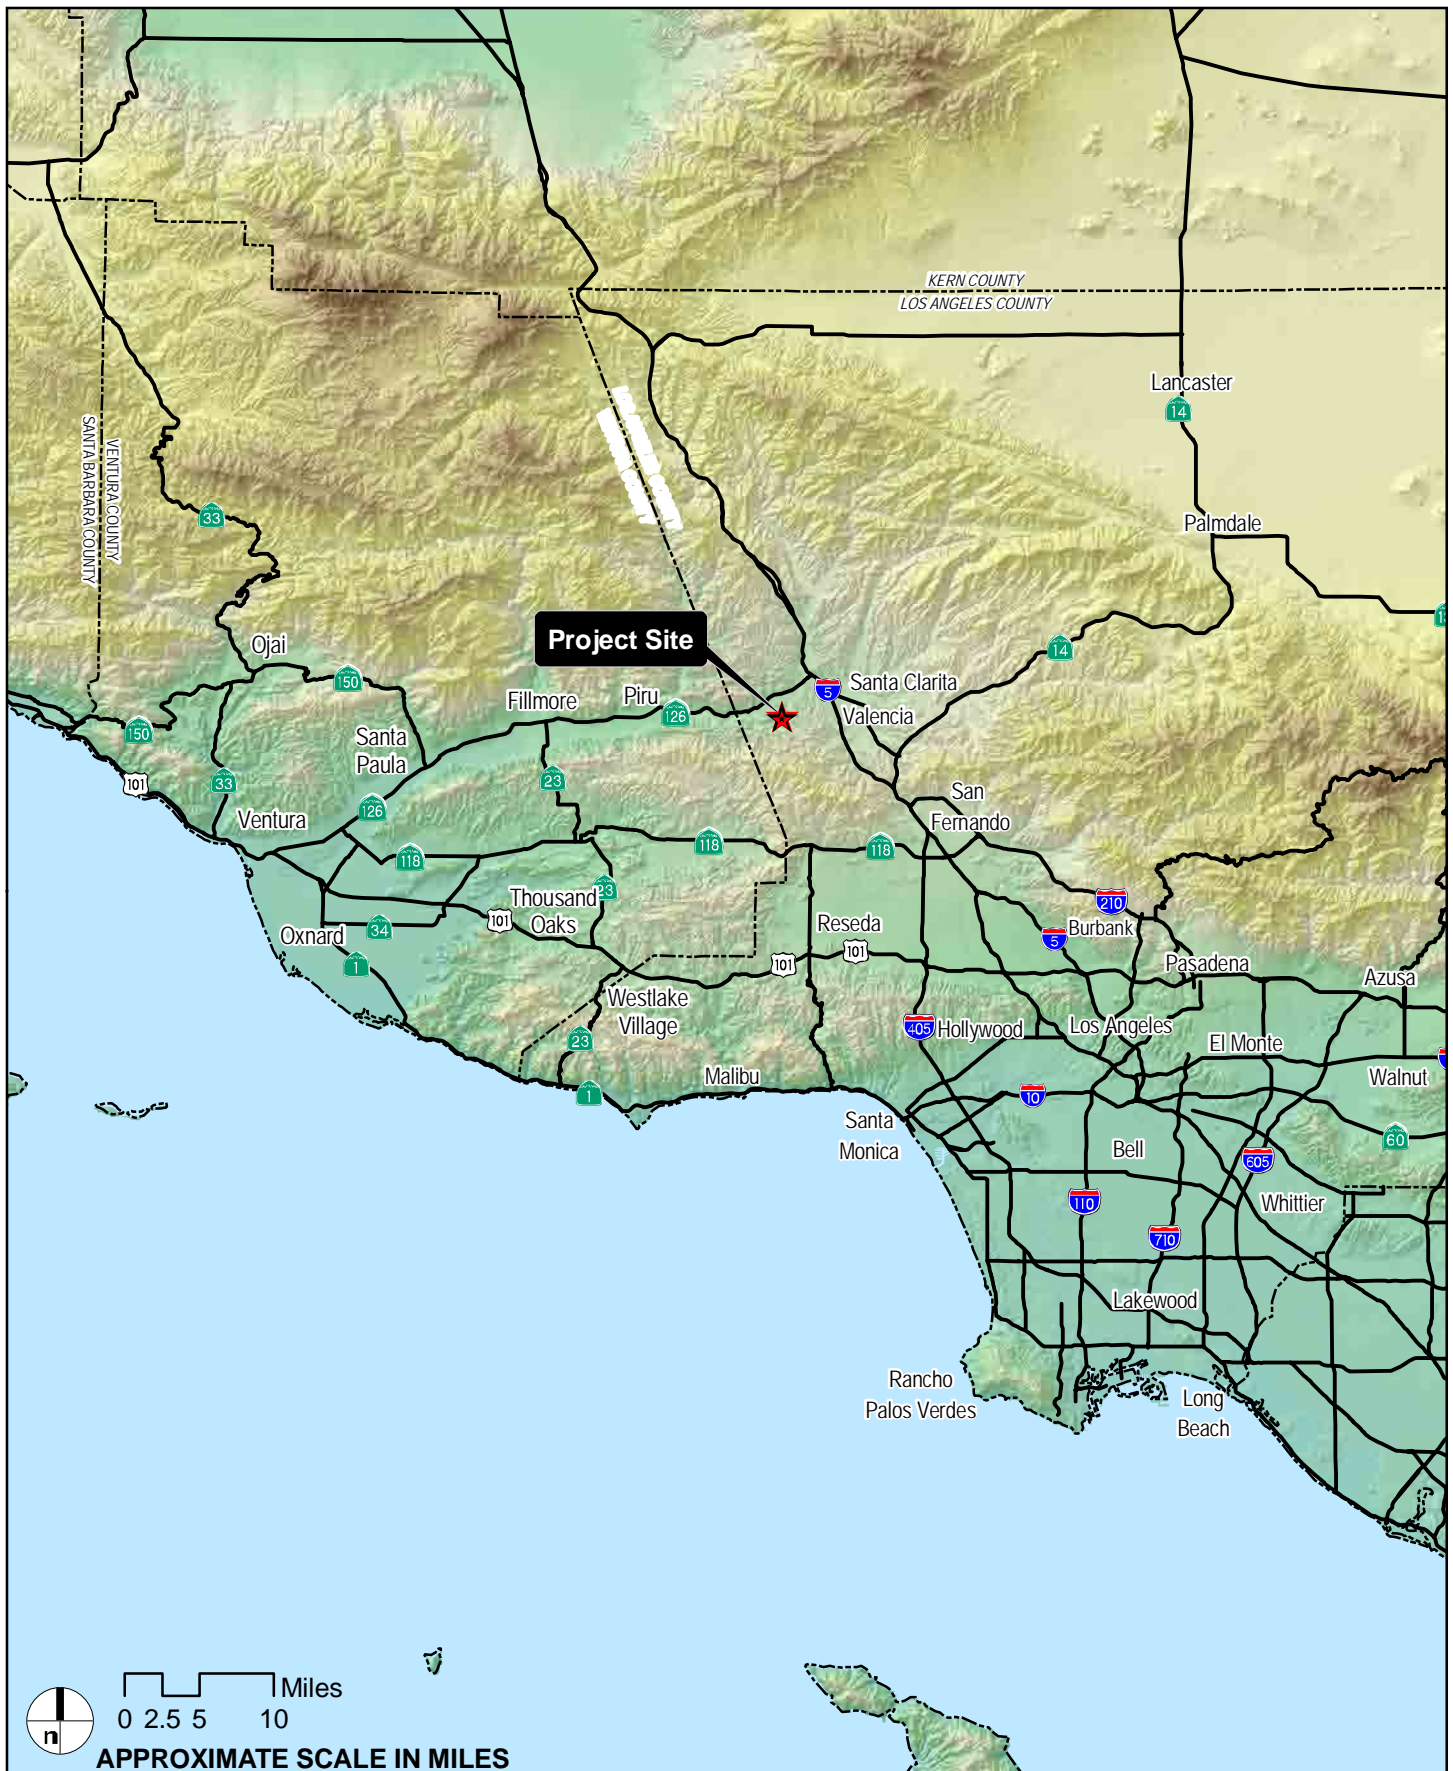 KERN COUNTY
LOS ANGELES COUNTY
Lancaster
14
SANTA BARBARA COUNTY
VENTURA COUNTY
33
Palmdale
Project Site
Ojai
14
150
5
Santa Clarita
Fillmore
Piru
126
Valencia
150
Santa
Paula
101
33
23
126
Ventura
San
Fernando
118
118
118
Thousand
Oaks
23
210
101
Reseda
Burbank
34
Oxnard
5
101
101
1
Pasadena
Azusa
Westlake
Village
405
Hollywood
Los Angeles
23
El Monte
Malibu
Walnut
1
10
Santa
Monica
60
Bell
605
110
Whittier
710
Lakewood
Rancho
Palos Verdes
Long
Beach
Miles
0 2.5 5 10
n
APPROXIMATE SCALE IN MILES